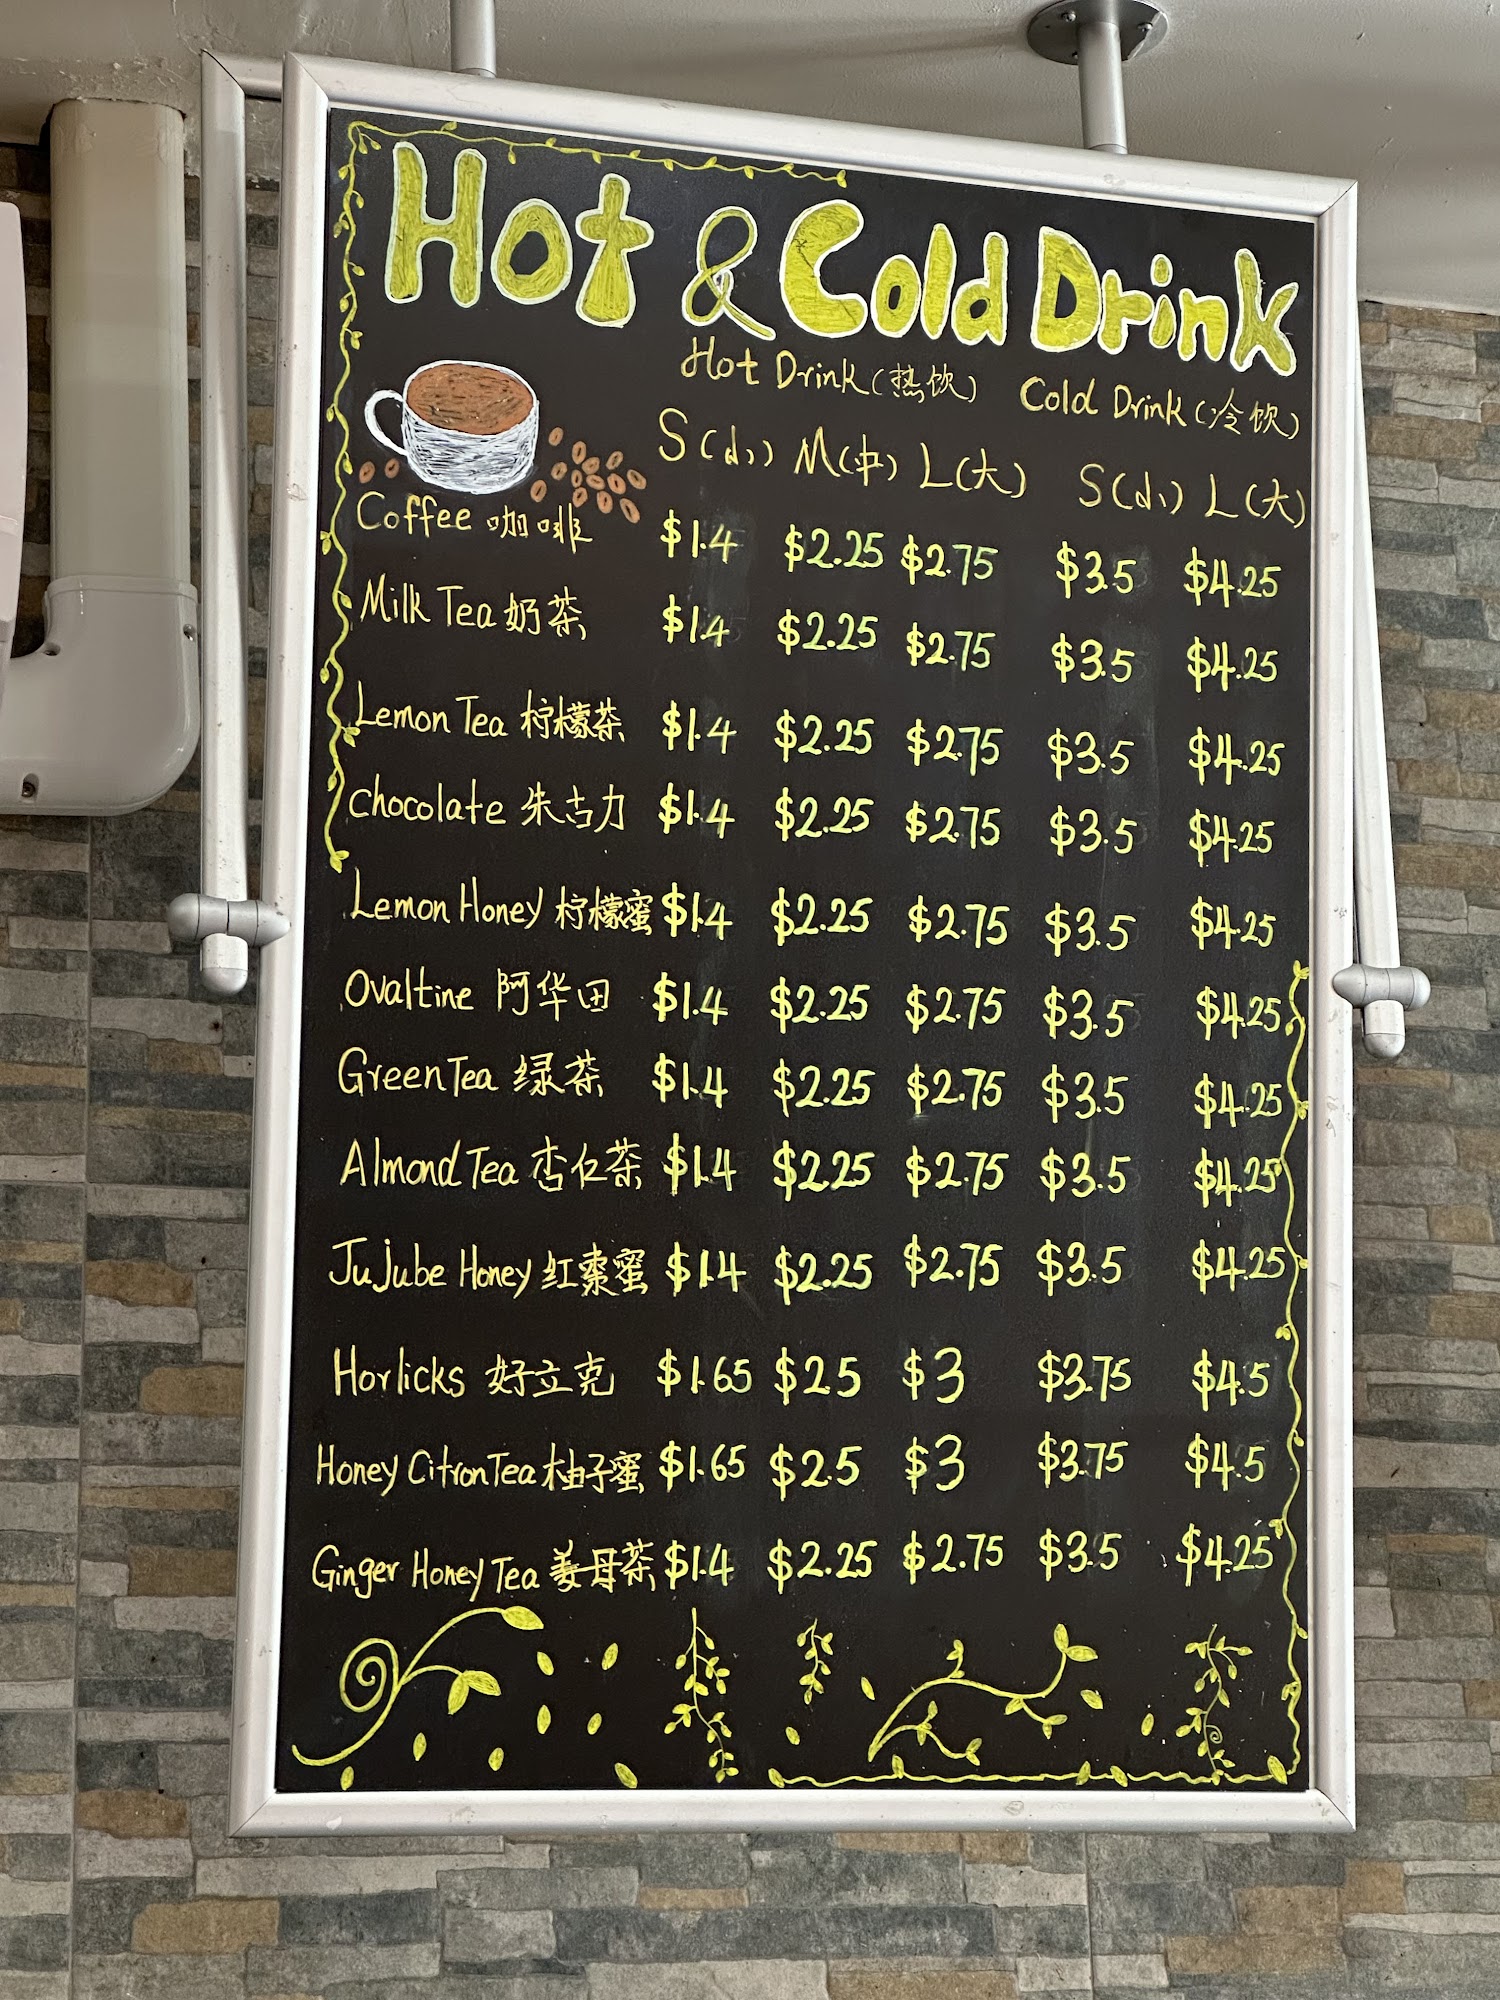 Hot & Cold Drink
Hot Drink (热饮) Cold Drink (冷饮)
S (小) M (中) L (大) S (小) L (大)
Coffee 咖啡 $1.4 $2.25 $2.75 $3.5 $4.25
Milk Tea 奶茶 $1.4 $2.25 $2.75 $3.5 $4.25
Lemon Tea 柠檬茶 $1.4 $2.25 $2.75 $3.5 $4.25
chocolate 朱古力 $1.4 $2.25 $2.75 $3.5 $4.25
Lemon Honey 柠檬蜜 $1.4 $2.25 $2.75 $3.5 $4.25
Ovaltine 阿华田 $1.4 $2.25 $2.75 $3.5 $4.25
Green Tea 绿茶 $1.4 $2.25 $2.75 $3.5 $4.25
Almond Tea 杏仁茶 $1.4 $2.25 $2.75 $3.5 $4.25
Jujube Honey 红枣蜜 $1.4 $2.25 $2.75 $3.5 $4.25
Horlicks 好立克 $1.65 $2.5 $3 $3.75 $4.5
Honey Citron Tea 柚子蜜 $1.65 $2.5 $3 $3.75 $4.5
Ginger Honey Tea 姜母茶 $1.4 $2.25 $2.75 $3.5 $4.25